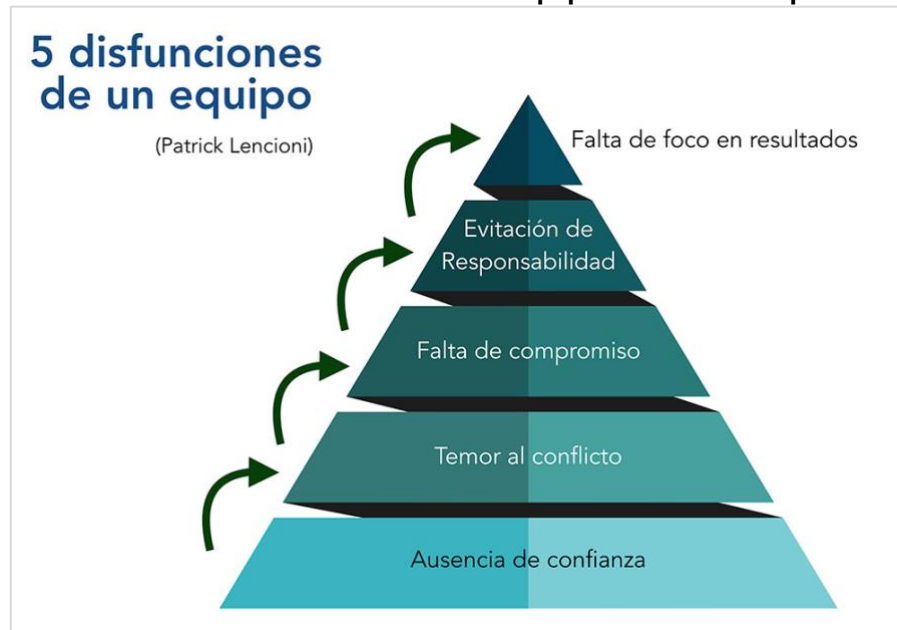 5 disfunciones
de un equipo
(Patrick Lencioni)
Falta de foco en resultados
Evitación de
Responsabilidad
Falta de compromiso
Temor al conflicto
Ausencia de confianza